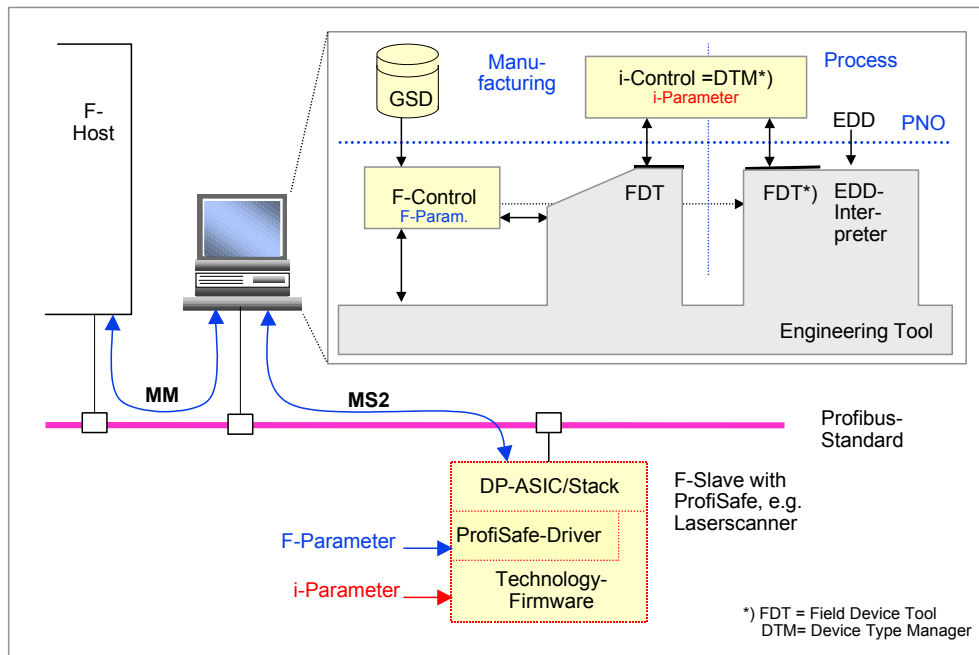 F-
Host
GSD
Manu-
facturing
i-Control =DTM*)
i-Parameter
Process
EDD
PNO
F-Control
F-Param.
FDT
FDT*)
EDD-
Inter-
preter
Engineering Tool
MM
MS2
Profibus-
Standard
DP-ASIC/Stack
ProfiSafe-Driver
Technology-
Firmware
F-Slave with
ProfiSafe, e.g.
Laserscanner
F-Parameter
i-Parameter
*) FDT = Field Device Tool
DTM= Device Type Manager